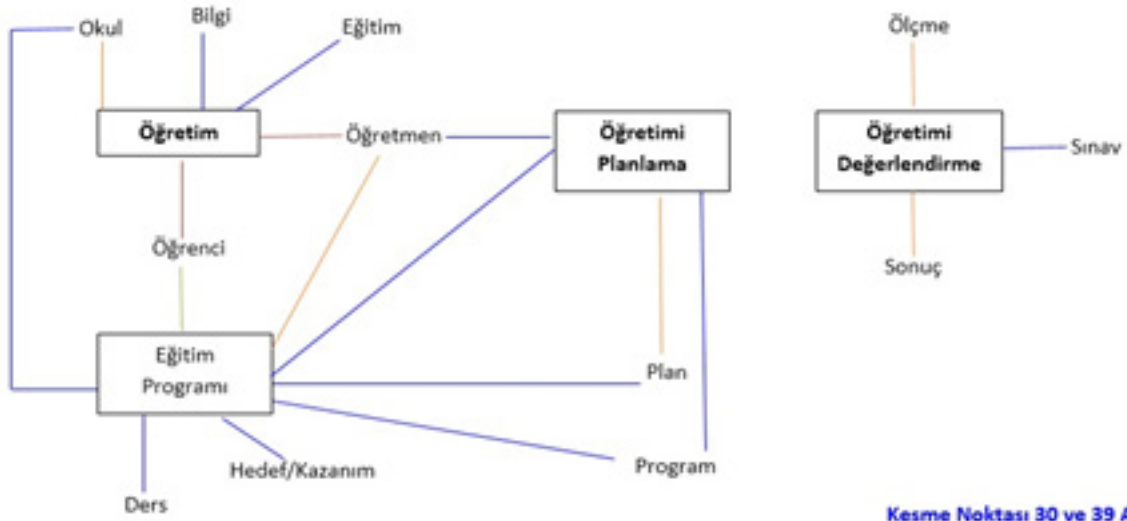 Okul
Bilgi
Eğitim
Ölçme
Öğretim
Öğretmen
Öğretimi
Planlama
Öğretimi
Değerlendirme
Sınav
Öğrenci
Sonuç
Eğitim
Programı
Plan
Hedef/Kazanım
Program
Ders
Kesme Noktası 30 ve 39 A